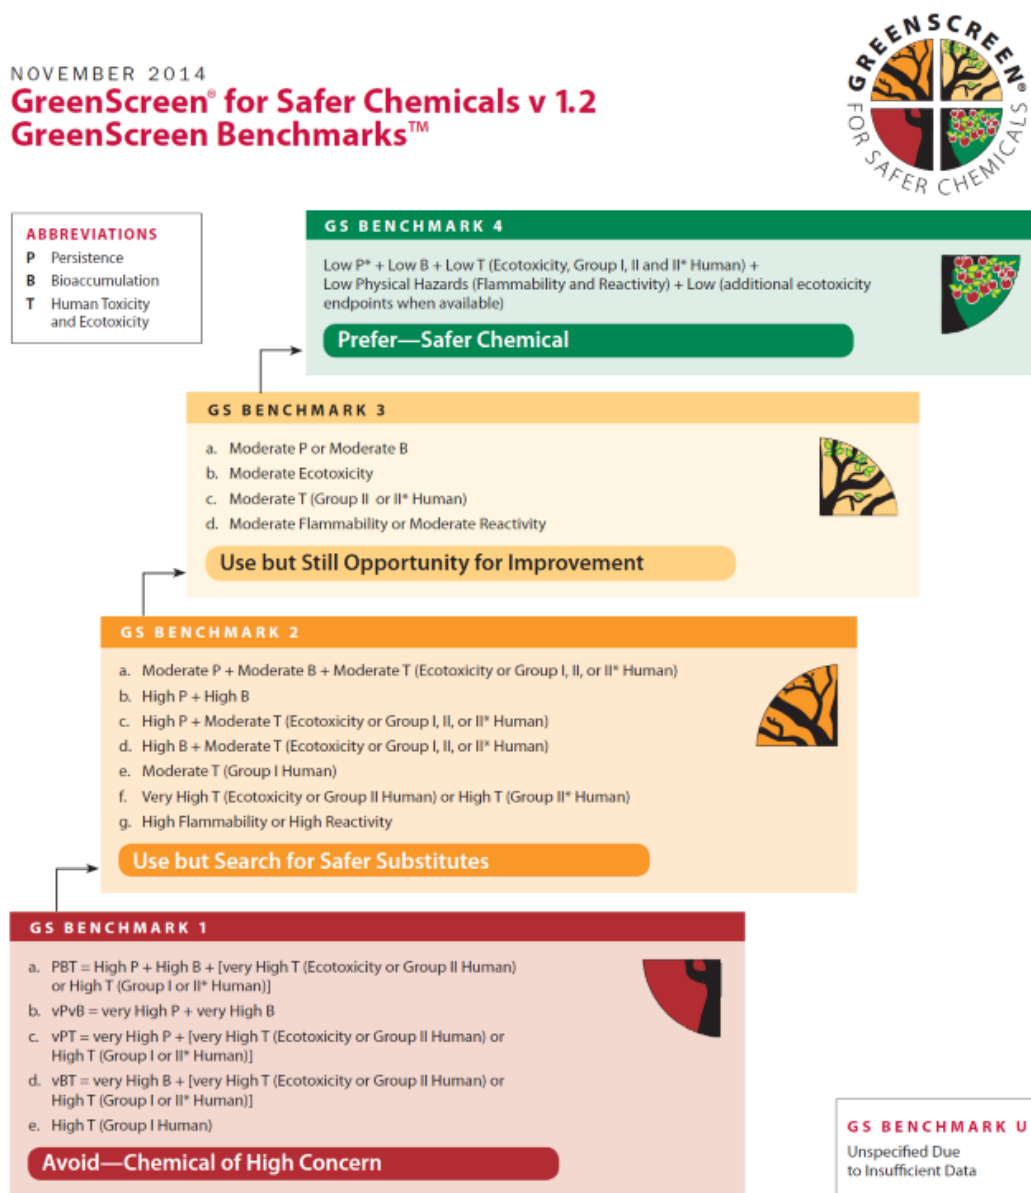 NOVEMBER 2014
GreenScreen® for Safer Chemicals v 1.2
GreenScreen Benchmarks™
GREENSCREEN®
FOR SAFER CHEMICALS
ABBREVIATIONS
P Persistence
B Bioaccumulation
T Human Toxicity
and Ecotoxicity
GS BENCHMARK 4
Low P* + Low B + Low T (Ecotoxicity, Group I, II and II* Human) +
Low Physical Hazards (Flammability and Reactivity) + Low (additional ecotoxicity
endpoints when available)
Prefer—Safer Chemical
GS BENCHMARK 3
a. Moderate P or Moderate B
b. Moderate Ecotoxicity
c. Moderate T (Group II or II* Human)
d. Moderate Flammability or Moderate Reactivity
Use but Still Opportunity for Improvement
GS BENCHMARK 2
a. Moderate P + Moderate B + Moderate T (Ecotoxicity or Group I, II, or II* Human)
b. High P + High B
c. High P + Moderate T (Ecotoxicity or Group I, II, or II* Human)
d. High B + Moderate T (Ecotoxicity or Group I, II, or II* Human)
e. Moderate T (Group I Human)
f. Very High T (Ecotoxicity or Group II Human) or High T (Group II* Human)
g. High Flammability or High Reactivity
Use but Search for Safer Substitutes
GS BENCHMARK 1
a. PBT = High P + High B + [very High T (Ecotoxicity or Group II Human)
or High T (Group I or II* Human)]
b. vPvB = very High P + very High B
c. vPT = very High P + [very High T (Ecotoxicity or Group II Human) or
High T (Group I or II* Human)]
d. vBT = very High B + [very High T (Ecotoxicity or Group II Human) or
High T (Group I or II* Human)]
e. High T (Group I Human)
Avoid—Chemical of High Concern
GS BENCHMARK U
Unspecified Due
to Insufficient Data